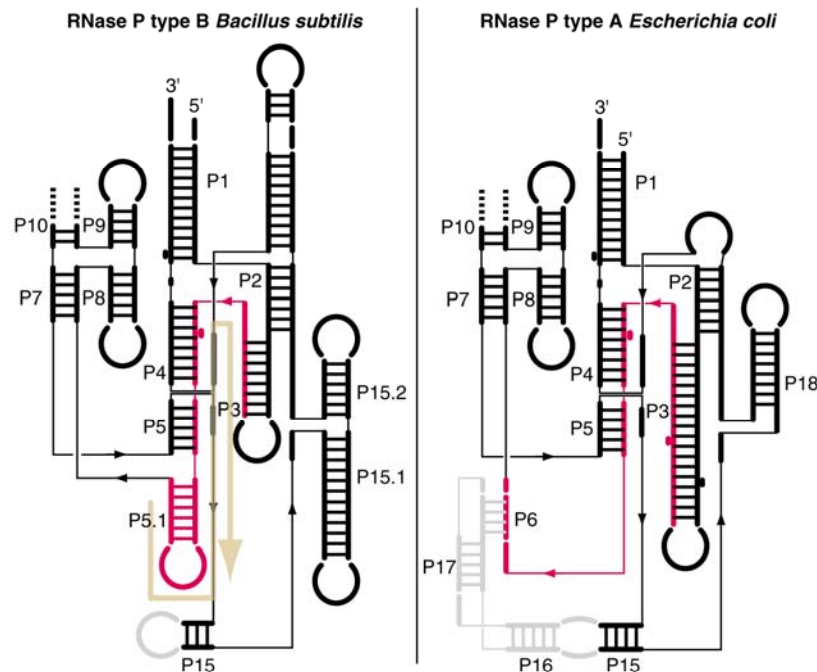 RNase P type B Bacillus subtilis
3'
5'
P1
P10
P9
P2
P7
P8
P4
P3
P15.2
P5
P15.1
P5.1
P15
RNase P type A Escherichia coli
3'
5'
P1
P10
P9
P2
P7
P8
P4
P18
P3
P5
P6
P17
P16
P15